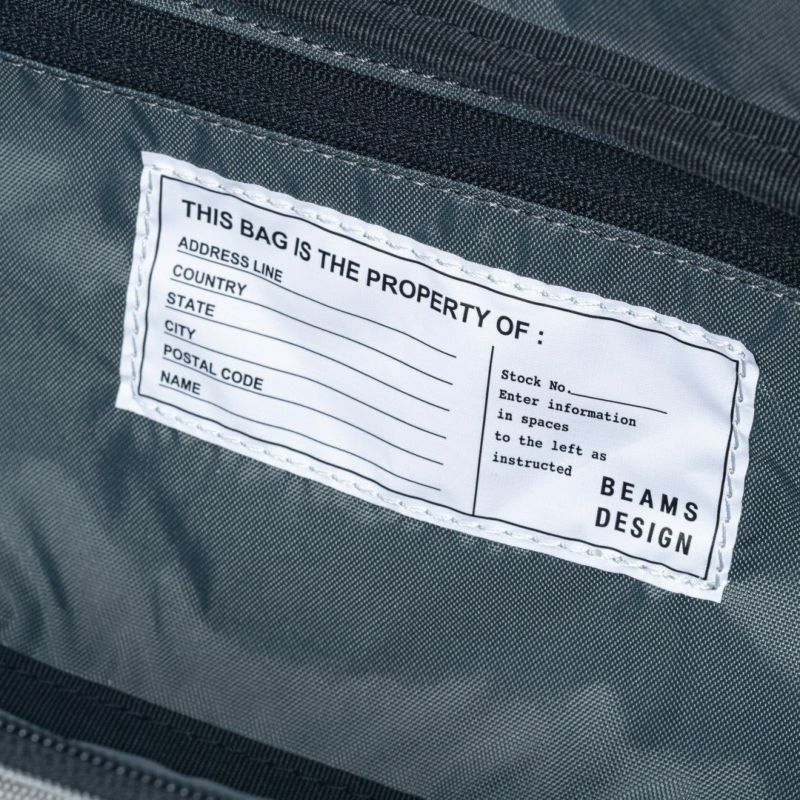 THIS BAG IS THE PROPERTY OF :
ADDRESS LINE
COUNTRY
STATE
CITY
POSTAL CODE
NAME
Stock No.
Enter information
in spaces
to the left as
instructed
BEAMS
DESIGN